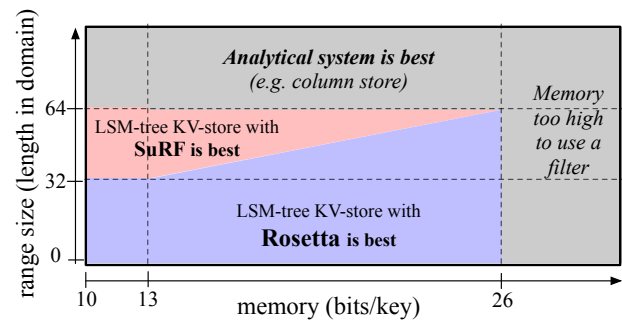 Analytical system is best
(e.g. column store)
Memory
too high
to use a
filter
LSM-tree KV-store with
SuRF is best
LSM-tree KV-store with
Rosetta is best
range size (length in domain)
64
32
0
10
13
26
memory (bits/key)